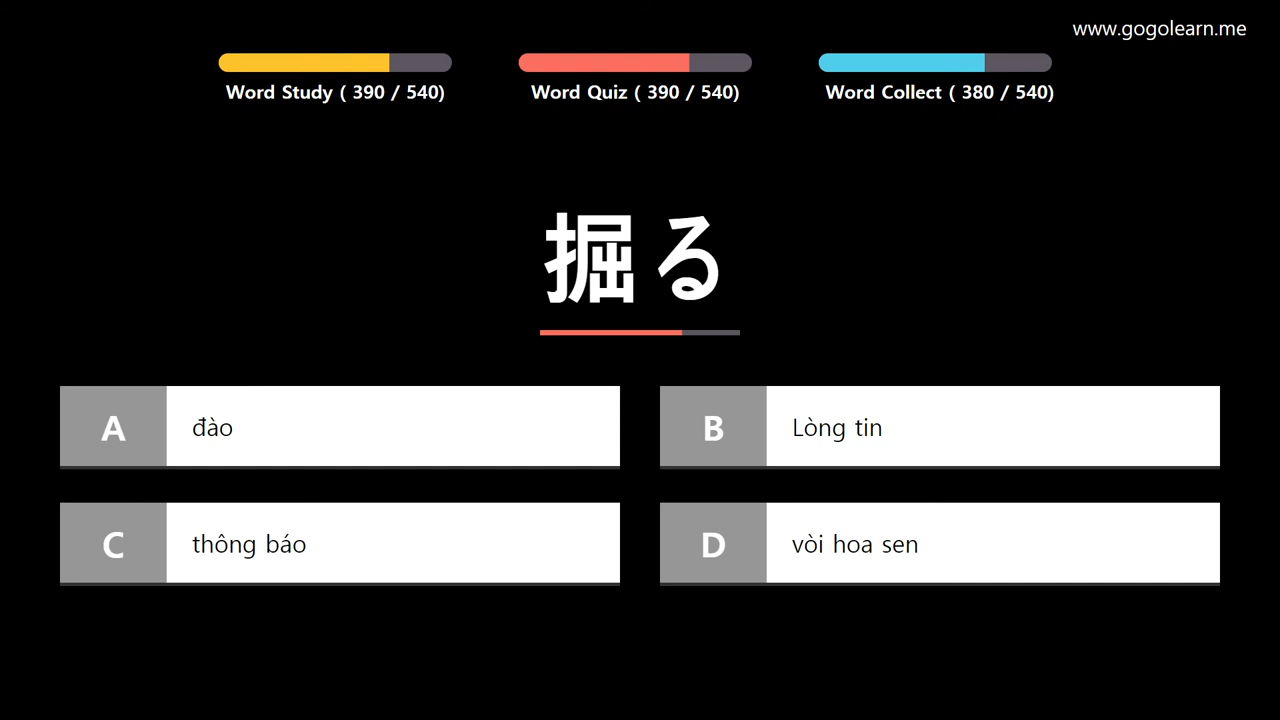 www.gogolearn.me
Word Study ( 390 / 540)
Word Quiz ( 390 / 540)
Word Collect ( 380 / 540)
掘る
A đào
B Lòng tin
C thông báo
D vòi hoa sen